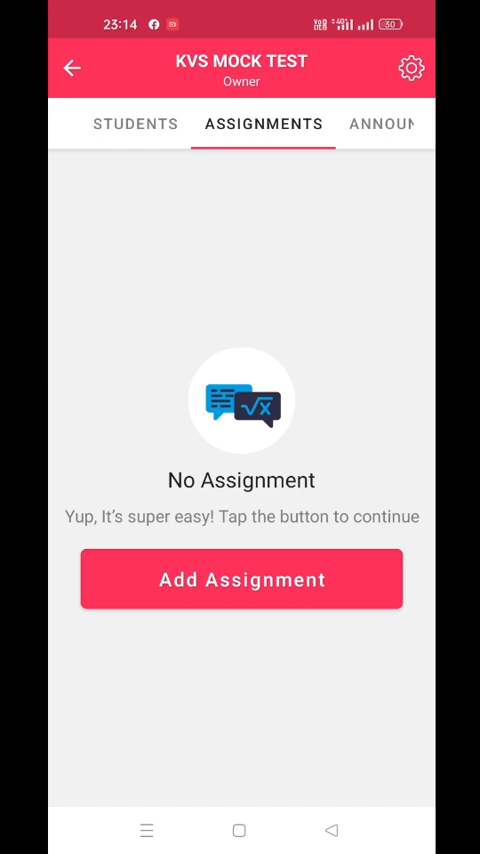 23:14 4G 30
KVS MOCK TEST
Owner
STUDENTS ASSIGNMENTS ANNOUN
√x
No Assignment
Yup, It's super easy! Tap the button to continue
Add Assignment